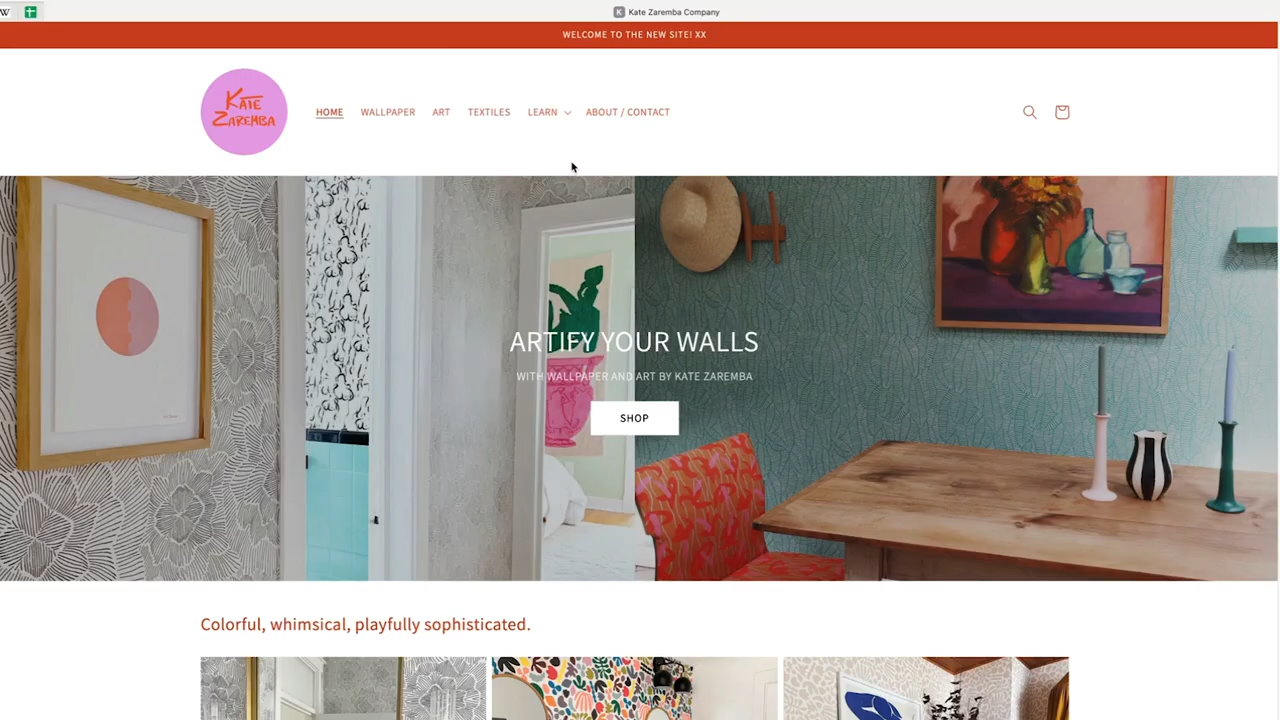 W
K Kate Zaremba Company
WELCOME TO THE NEW SITE! XX
KATE
ZAREMBA
HOME WALLPAPER ART TEXTILES LEARN ABOUT / CONTACT
ARTIFY YOUR WALLS
WITH WALLPAPER AND ART BY KATE ZAREMBA
SHOP
Colorful, whimsical, playfully sophisticated.